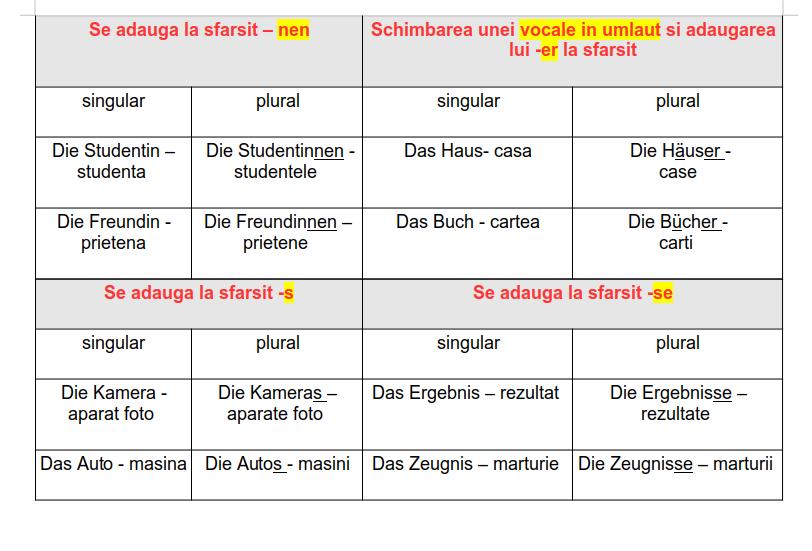 Se adauga la sfarsit – nen
Schimbarea unei vocale in umlaut si adaugarea
lui -er la sfarsit
singular
plural
singular
plural
Die Studentin –
studenta
Die Studentinnen -
studentele
Das Haus- casa
Die Häuser -
case
Die Freundin -
prietena
Die Freundinnen –
prietene
Das Buch - cartea
Die Bücher -
carti
Se adauga la sfarsit -s
Se adauga la sfarsit -se
singular
plural
singular
plural
Die Kamera -
aparat foto
Die Kameras –
aparate foto
Das Ergebnis – rezultat
Die Ergebnisse –
rezultate
Das Auto - masina
Die Autos - masini
Das Zeugnis – marturie
Die Zeugnisse – marturii